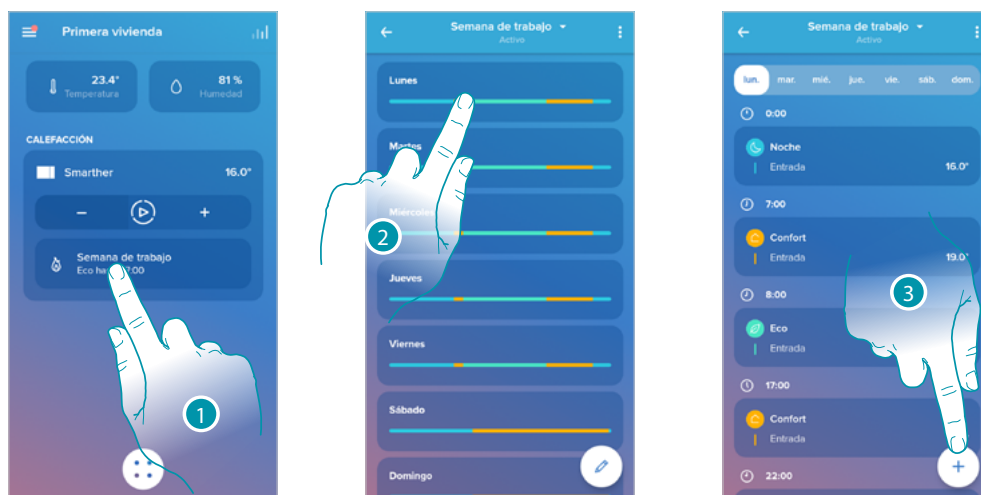 Primera vivienda
23.4°
Temperatura
81 %
Humedad
CALEFACCIÓN
Smarther
16.0°
−
+
Semana de trabajo
Eco
:00
1
Semana de trabajo
Activo
Lunes
Martes
Miércoles
2
Jueves
Viernes
Sábado
Domingo
Semana de trabajo
Activo
lun. mar. mié. jue. vie. sáb. dom.
0:00
Noche
Entrada
16.0°
7:00
Confort
Entrada
19.0°
8:00
3
Eco
Entrada
17:00
Confort
Entrada
+
22:00